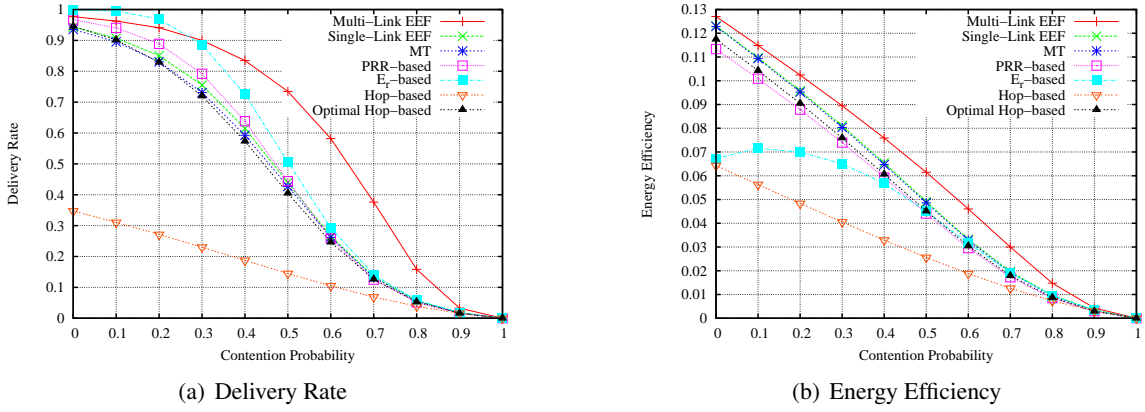 1
0.9
0.8
0.7
0.6
0.5
0.4
0.3
0.2
0.1
0
Delivery Rate
Multi−Link EEF
Single−Link EEF
MT
PRR−based
Er−based
Hop−based
Optimal Hop−based
0 0.1 0.2 0.3 0.4 0.5 0.6 0.7 0.8 0.9 1
Contention Probability
(a) Delivery Rate
0.13
0.12
0.11
0.1
0.09
0.08
0.07
0.06
0.05
0.04
0.03
0.02
0.01
0
Energy Efficiency
Multi−Link EEF
Single−Link EEF
MT
PRR−based
Er−based
Hop−based
Optimal Hop−based
0 0.1 0.2 0.3 0.4 0.5 0.6 0.7 0.8 0.9 1
Contention Probability
(b) Energy Efficiency